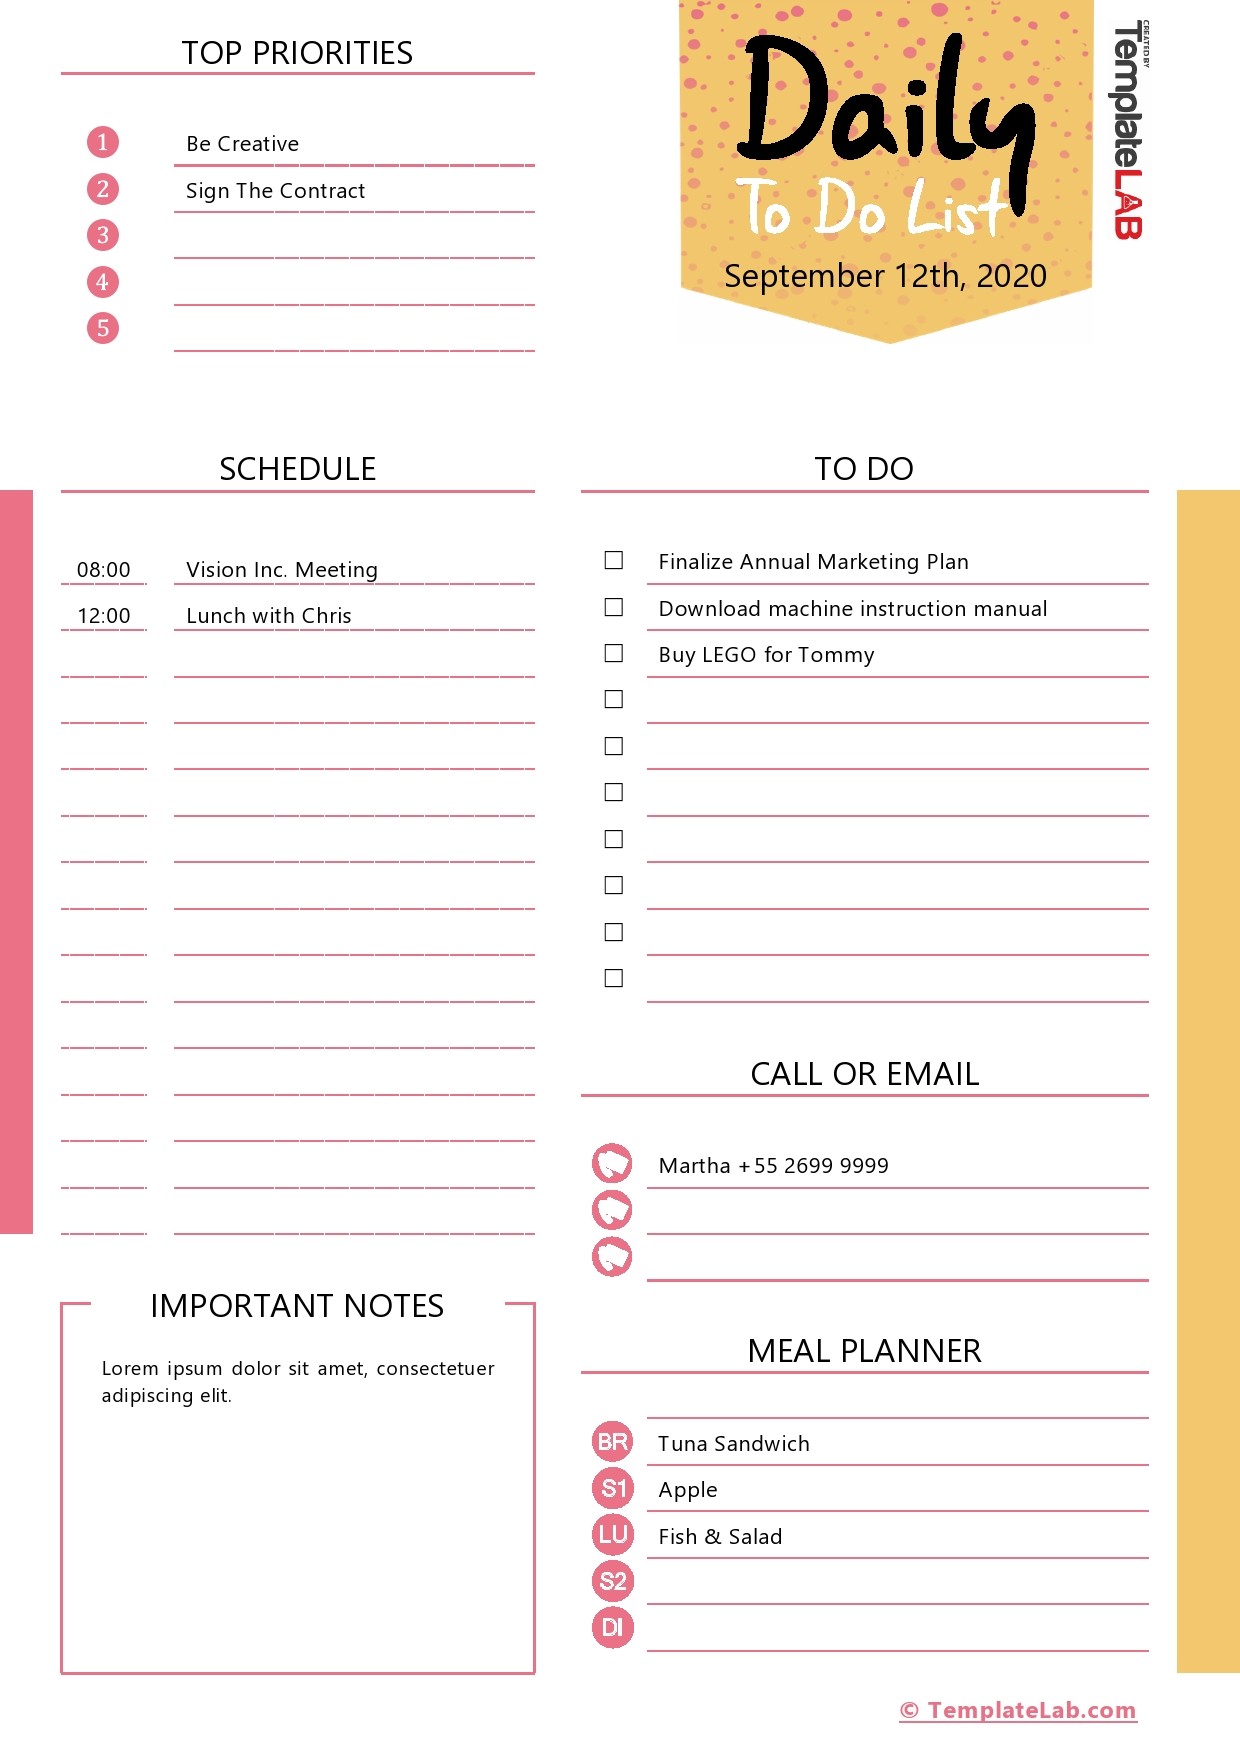 TOP PRIORITIES
1 Be Creative
2 Sign The Contract
3
4
5
Daily
To Do List
September 12th, 2020
CREATED BY
TemplateLAB
SCHEDULE
08:00 Vision Inc. Meeting
12:00 Lunch with Chris
TO DO
Finalize Annual Marketing Plan
Download machine instruction manual
Buy LEGO for Tommy
CALL OR EMAIL
Martha +55 2699 9999
IMPORTANT NOTES
Lorem ipsum dolor sit amet, consectetuer
adipiscing elit.
MEAL PLANNER
BR Tuna Sandwich
S1 Apple
LU Fish & Salad
S2
DI
© TemplateLab.com